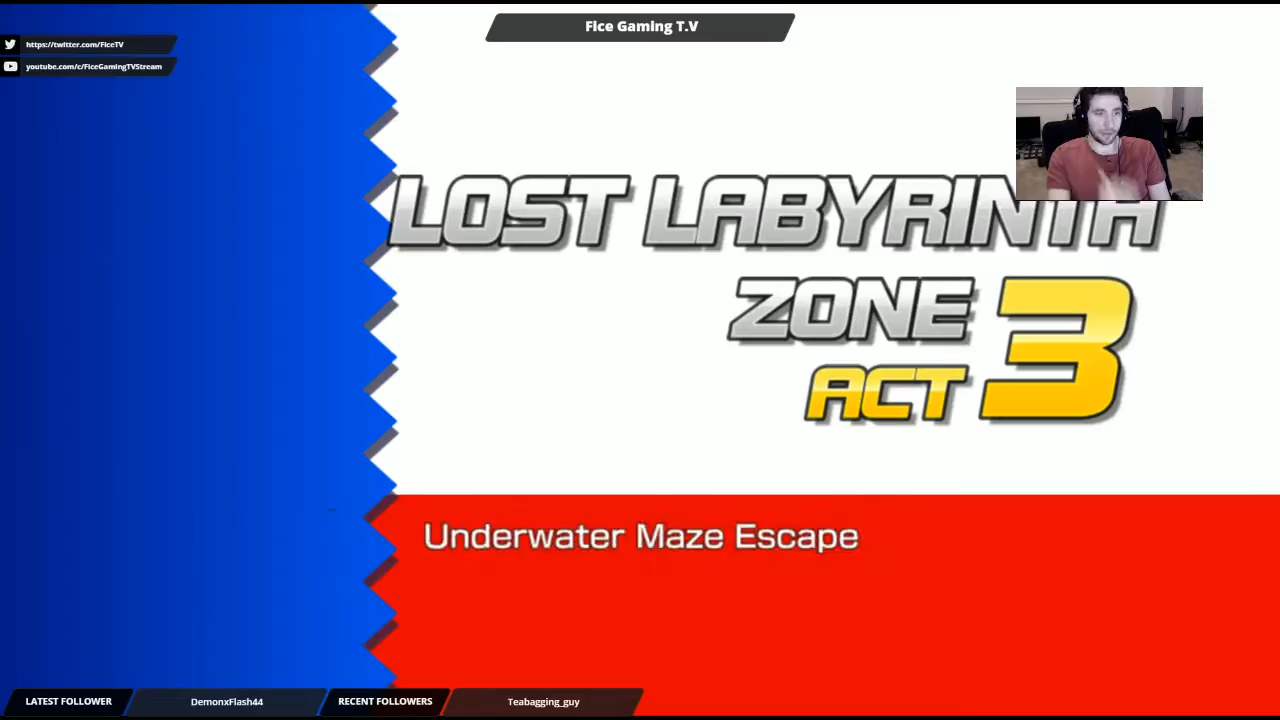 Fice Gaming T.V
https://twitter.com/FiceTV
youtube.com/c/FiceGamingTVStream
LOST LABYRINTH
ZONE
ACT 3
Underwater Maze Escape
LATEST FOLLOWER
DemonxFlash44
RECENT FOLLOWERS
Teabagging_guy